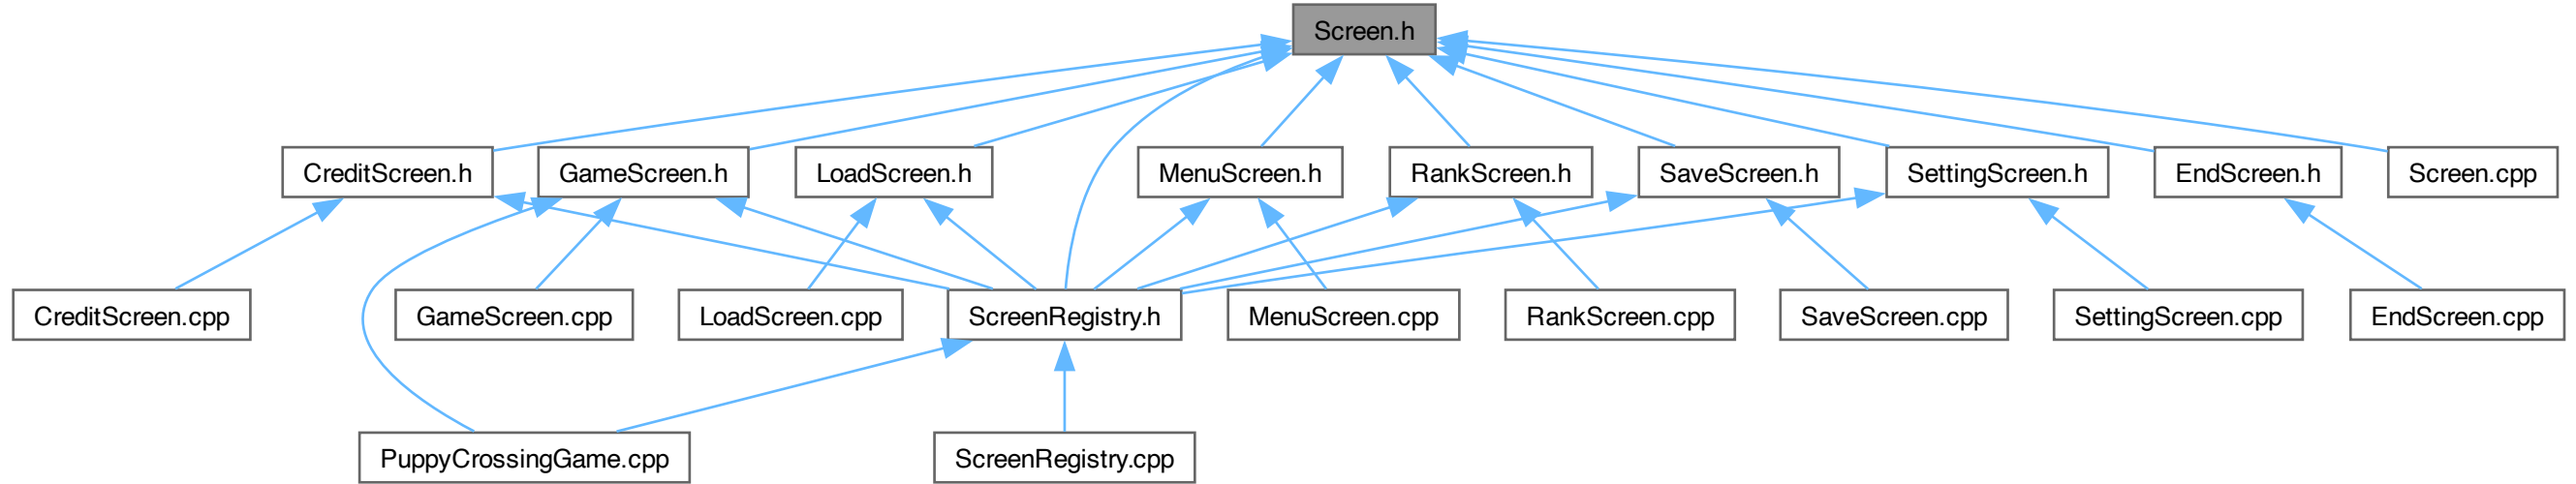 Screen.h
CreditScreen.h
GameScreen.h
LoadScreen.h
MenuScreen.h
RankScreen.h
SaveScreen.h
SettingScreen.h
EndScreen.h
Screen.cpp
CreditScreen.cpp
GameScreen.cpp
LoadScreen.cpp
ScreenRegistry.h
MenuScreen.cpp
RankScreen.cpp
SaveScreen.cpp
SettingScreen.cpp
EndScreen.cpp
PuppyCrossingGame.cpp
ScreenRegistry.cpp